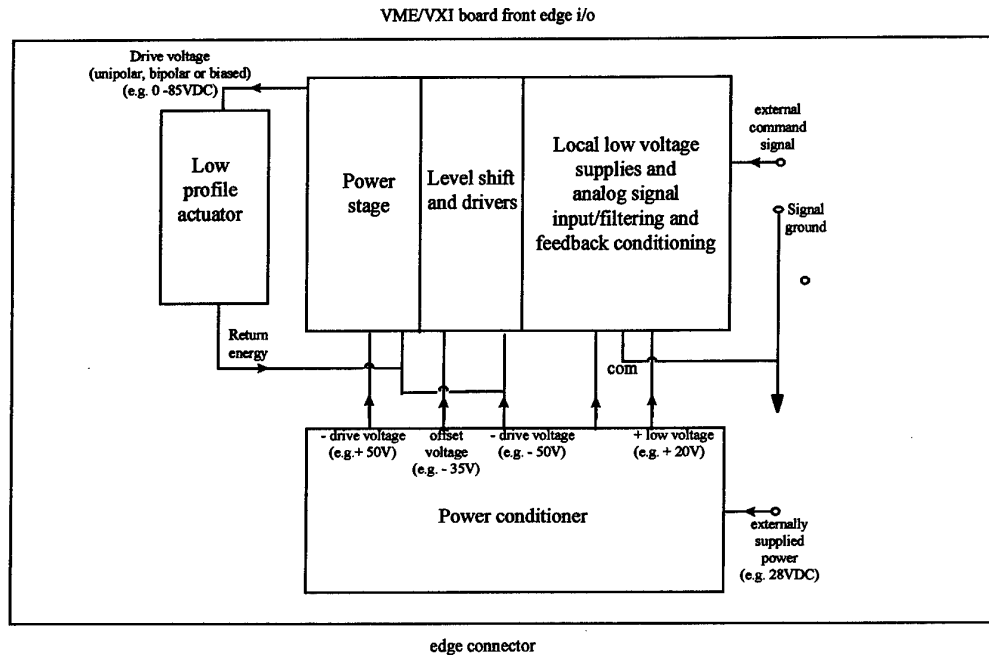 VME/VXI board front edge i/o
Drive voltage
(unipolar, bipolar or biased)
(e.g. 0 -85VDC)
Low
profile
actuator
Power
stage
Level shift
and drivers
Local low voltage
supplies and
analog signal
input/filtering and
feedback conditioning
external
command
signal
Signal
ground
Return
energy
com
- drive voltage
(e.g.+ 50V)
offset
voltage
(e.g. - 35V)
- drive voltage
(e.g. - 50V)
+ low voltage
(e.g. + 20V)
Power conditioner
externally
supplied
power
(e.g. 28VDC)
edge connector